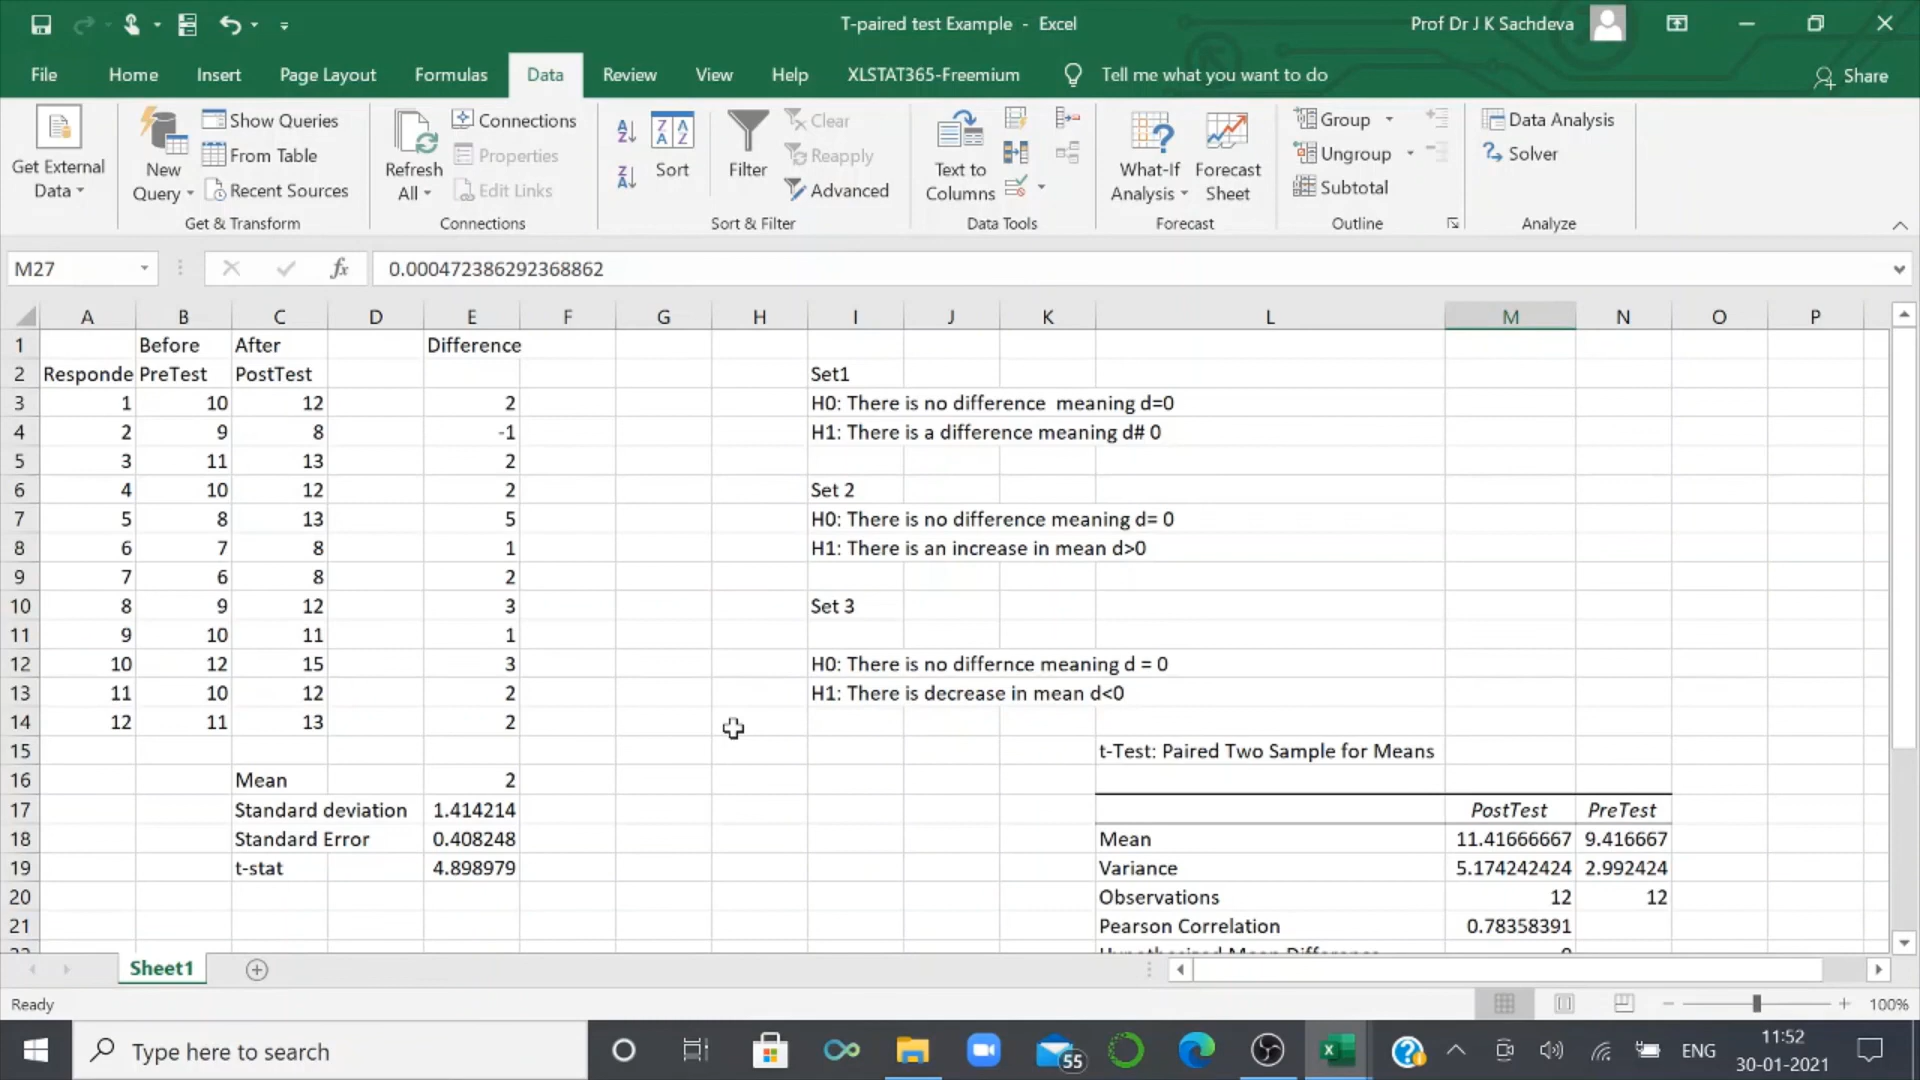 T-paired test Example - Excel
Prof Dr J K Sachdeva
File Home Insert Page Layout Formulas Data Review View Help XLSTAT365-Freemium Tell me what you want to do Share
Get External Data
New Query
Show Queries
From Table
Recent Sources
Get & Transform
Refresh All
Connections
Properties
Edit Links
Connections
Sort
Filter
Clear
Reapply
Advanced
Sort & Filter
Text to Columns
Data Tools
What-If Analysis
Forecast Sheet
Forecast
Group
Ungroup
Subtotal
Outline
Data Analysis
Solver
Analyze
M27 fx 0.000472386292368862
A B C D E F G H I J K L M N O P
1 Before After Difference
2 Responde PreTest PostTest Set1
3 1 10 12 2 H0: There is no difference meaning d=0
4 2 9 8 -1 H1: There is a difference meaning d# 0
5 3 11 13 2
6 4 10 12 2 Set 2
7 5 8 13 5 H0: There is no difference meaning d= 0
8 6 7 8 1 H1: There is an increase in mean d>0
9 7 6 8 2
10 8 9 12 3 Set 3
11 9 10 11 1
12 10 12 15 3 H0: There is no differnce meaning d = 0
13 11 10 12 2 H1: There is decrease in mean d<0
14 12 11 13 2
15 t-Test: Paired Two Sample for Means
16 Mean 2
17 Standard deviation 1.414214 PostTest PreTest
18 Standard Error 0.408248 Mean 11.41666667 9.416667
19 t-stat 4.898979 Variance 5.174242424 2.992424
20 Observations 12 12
21 Pearson Correlation 0.78358391
Sheet1
Ready 100%
Type here to search
55
ENG
11:52
30-01-2021